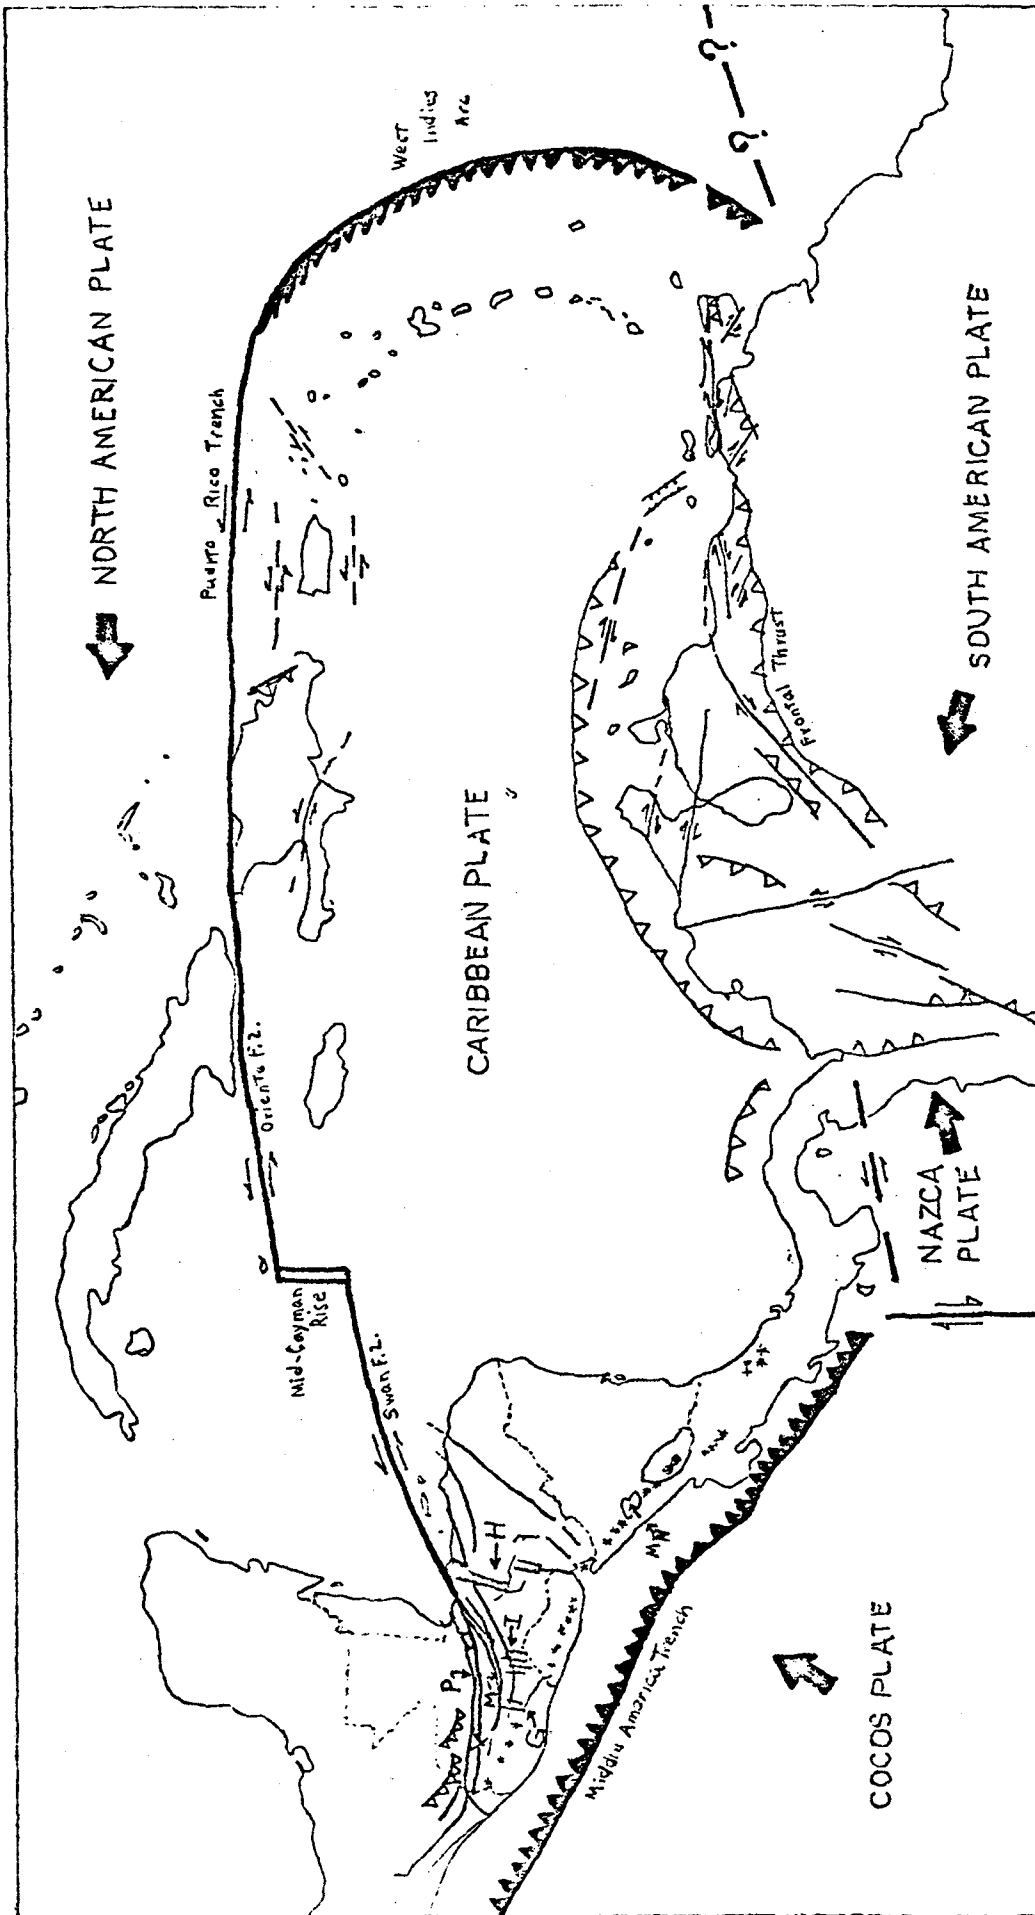 NORTH AMERICAN PLATE
West
Indies
Arc
Puerto Rico Trench
Oriente F.Z.
Mid-Cayman
Rise
Swan F.Z.
CARIBBEAN PLATE
P
M
I
H
G
MN
Middle America Trench
COCOS PLATE
NAZCA
PLATE
Frontal Thrust
SOUTH AMERICAN PLATE
?
?